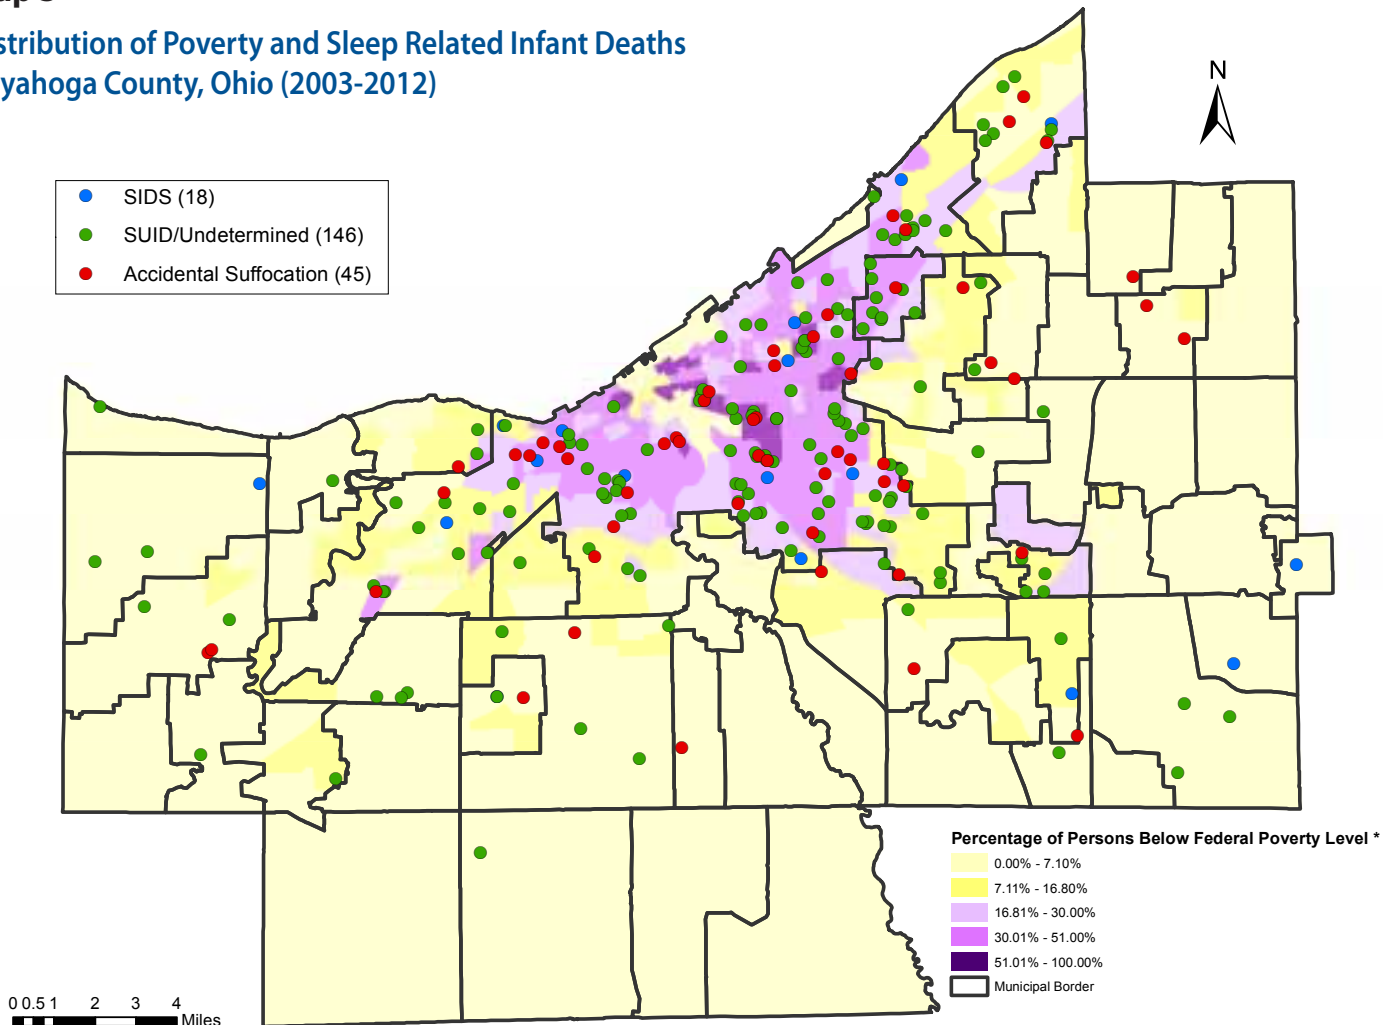 stribution of Poverty and Sleep Related Infant Deaths
yahoga County, Ohio (2003-2012)
N
SIDS (18)
SUID/Undetermined (146)
Accidental Suffocation (45)
Percentage of Persons Below Federal Poverty Level *
0.00% - 7.10%
7.11% - 16.80%
16.81% - 30.00%
30.01% - 51.00%
51.01% - 100.00%
Municipal Border
0 0.5 1 2 3 4
Miles